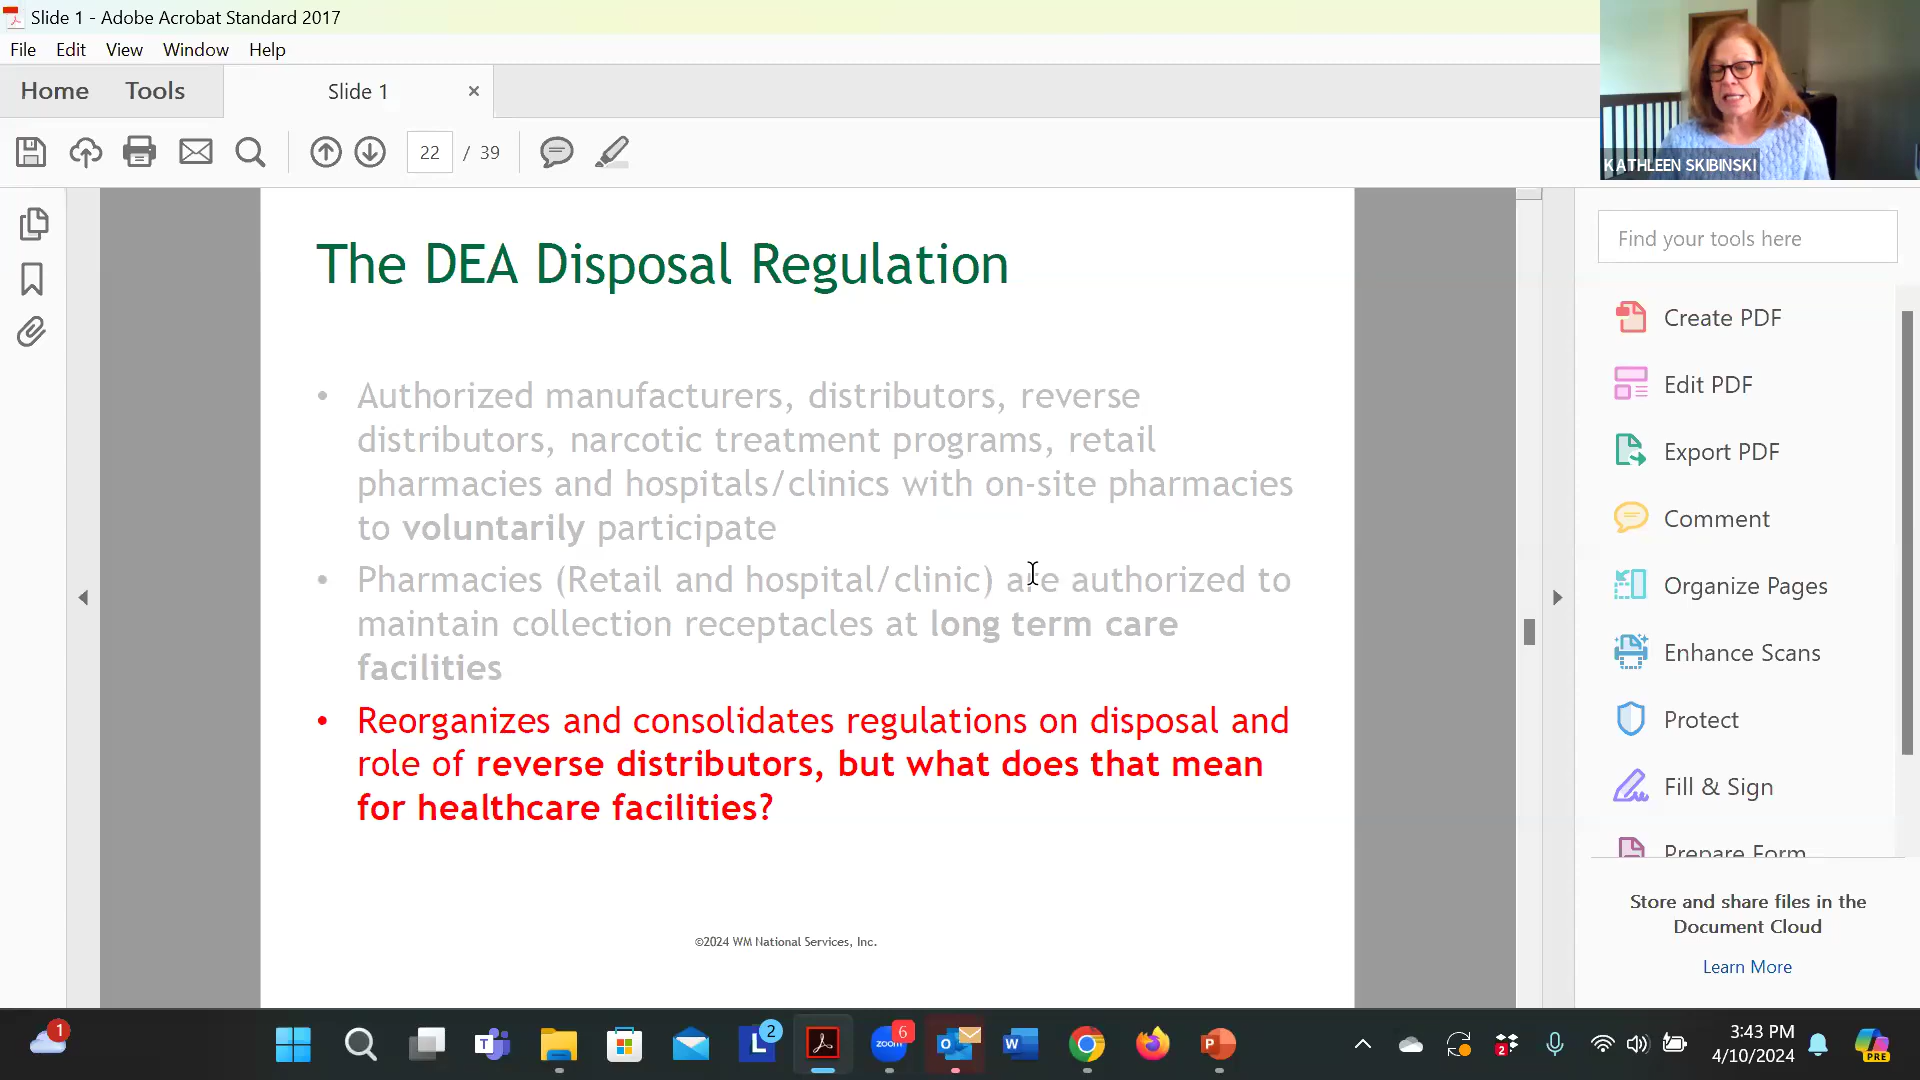 Slide 1 - Adobe Acrobat Standard 2017
File Edit View Window Help
Home Tools Slide 1 ×
22 / 39
KATHLEEN SKIBINSKI
The DEA Disposal Regulation
• Authorized manufacturers, distributors, reverse
distributors, narcotic treatment programs, retail
pharmacies and hospitals/clinics with on-site pharmacies
to voluntarily participate
• Pharmacies (Retail and hospital/clinic) are authorized to
maintain collection receptacles at long term care
facilities
• Reorganizes and consolidates regulations on disposal and
role of reverse distributors, but what does that mean
for healthcare facilities?
©2024 WM National Services, Inc.
Find your tools here
Create PDF
Edit PDF
Export PDF
Comment
Organize Pages
Enhance Scans
Protect
Fill & Sign
Prepare Form
Store and share files in the
Document Cloud
Learn More
1
T
L 2
zoom 6
O
W
P
2
3:43 PM
4/10/2024
PRE